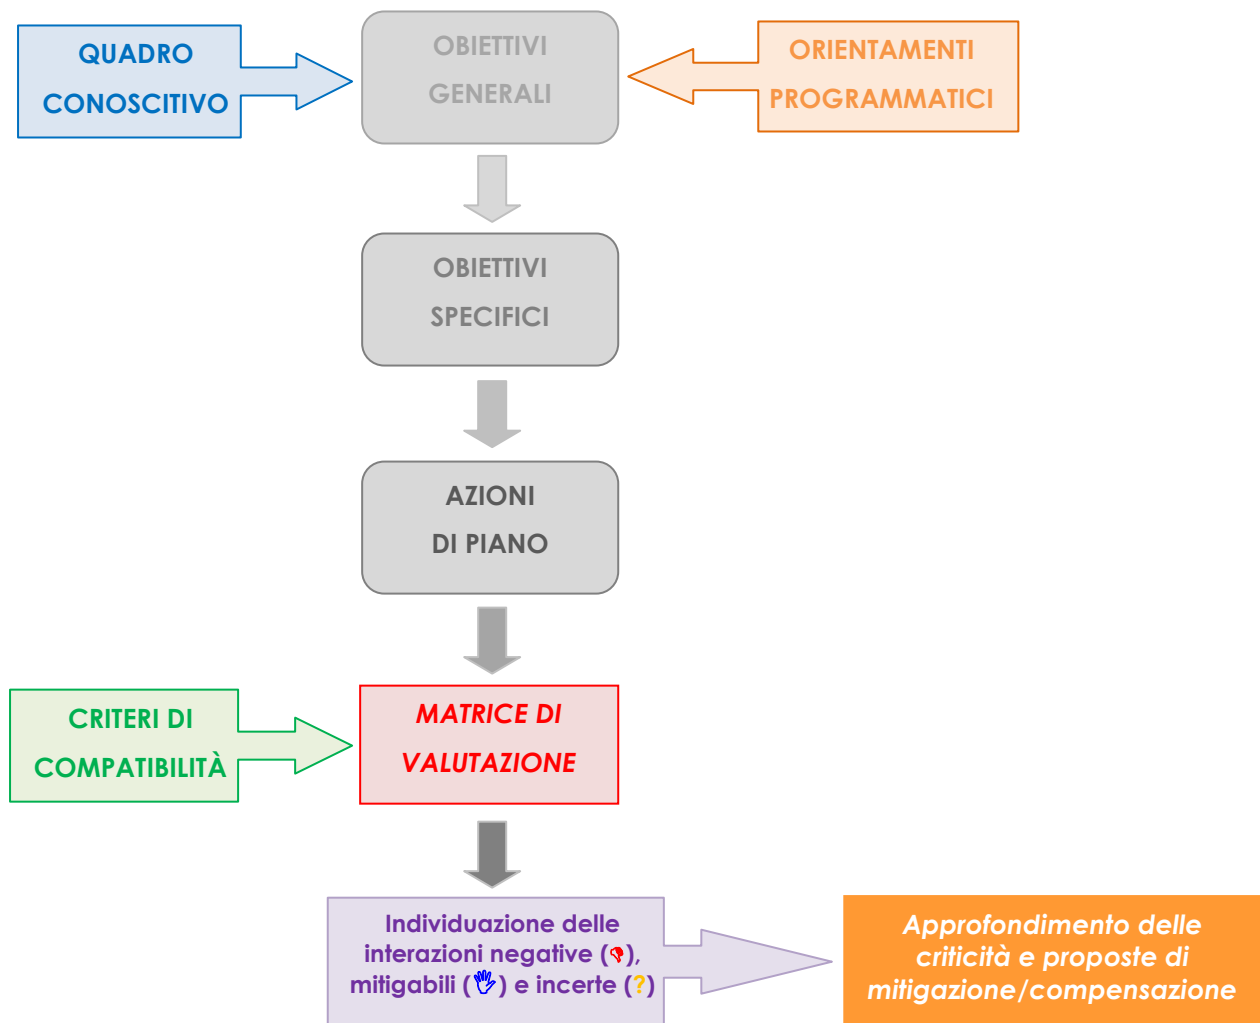 QUADRO
CONOSCITIVO
OBIETTIVI
GENERALI
ORIENTAMENTI
PROGRAMMATICI
OBIETTIVI
SPECIFICI
AZIONI
DI PIANO
CRITERI DI
COMPATIBILITÀ
MATRICE DI
VALUTAZIONE
Individuazione delle
interazioni negative (👎),
mitigabili (🖐) e incerte (?)
Approfondimento delle
criticità e proposte di
mitigazione/compensazione